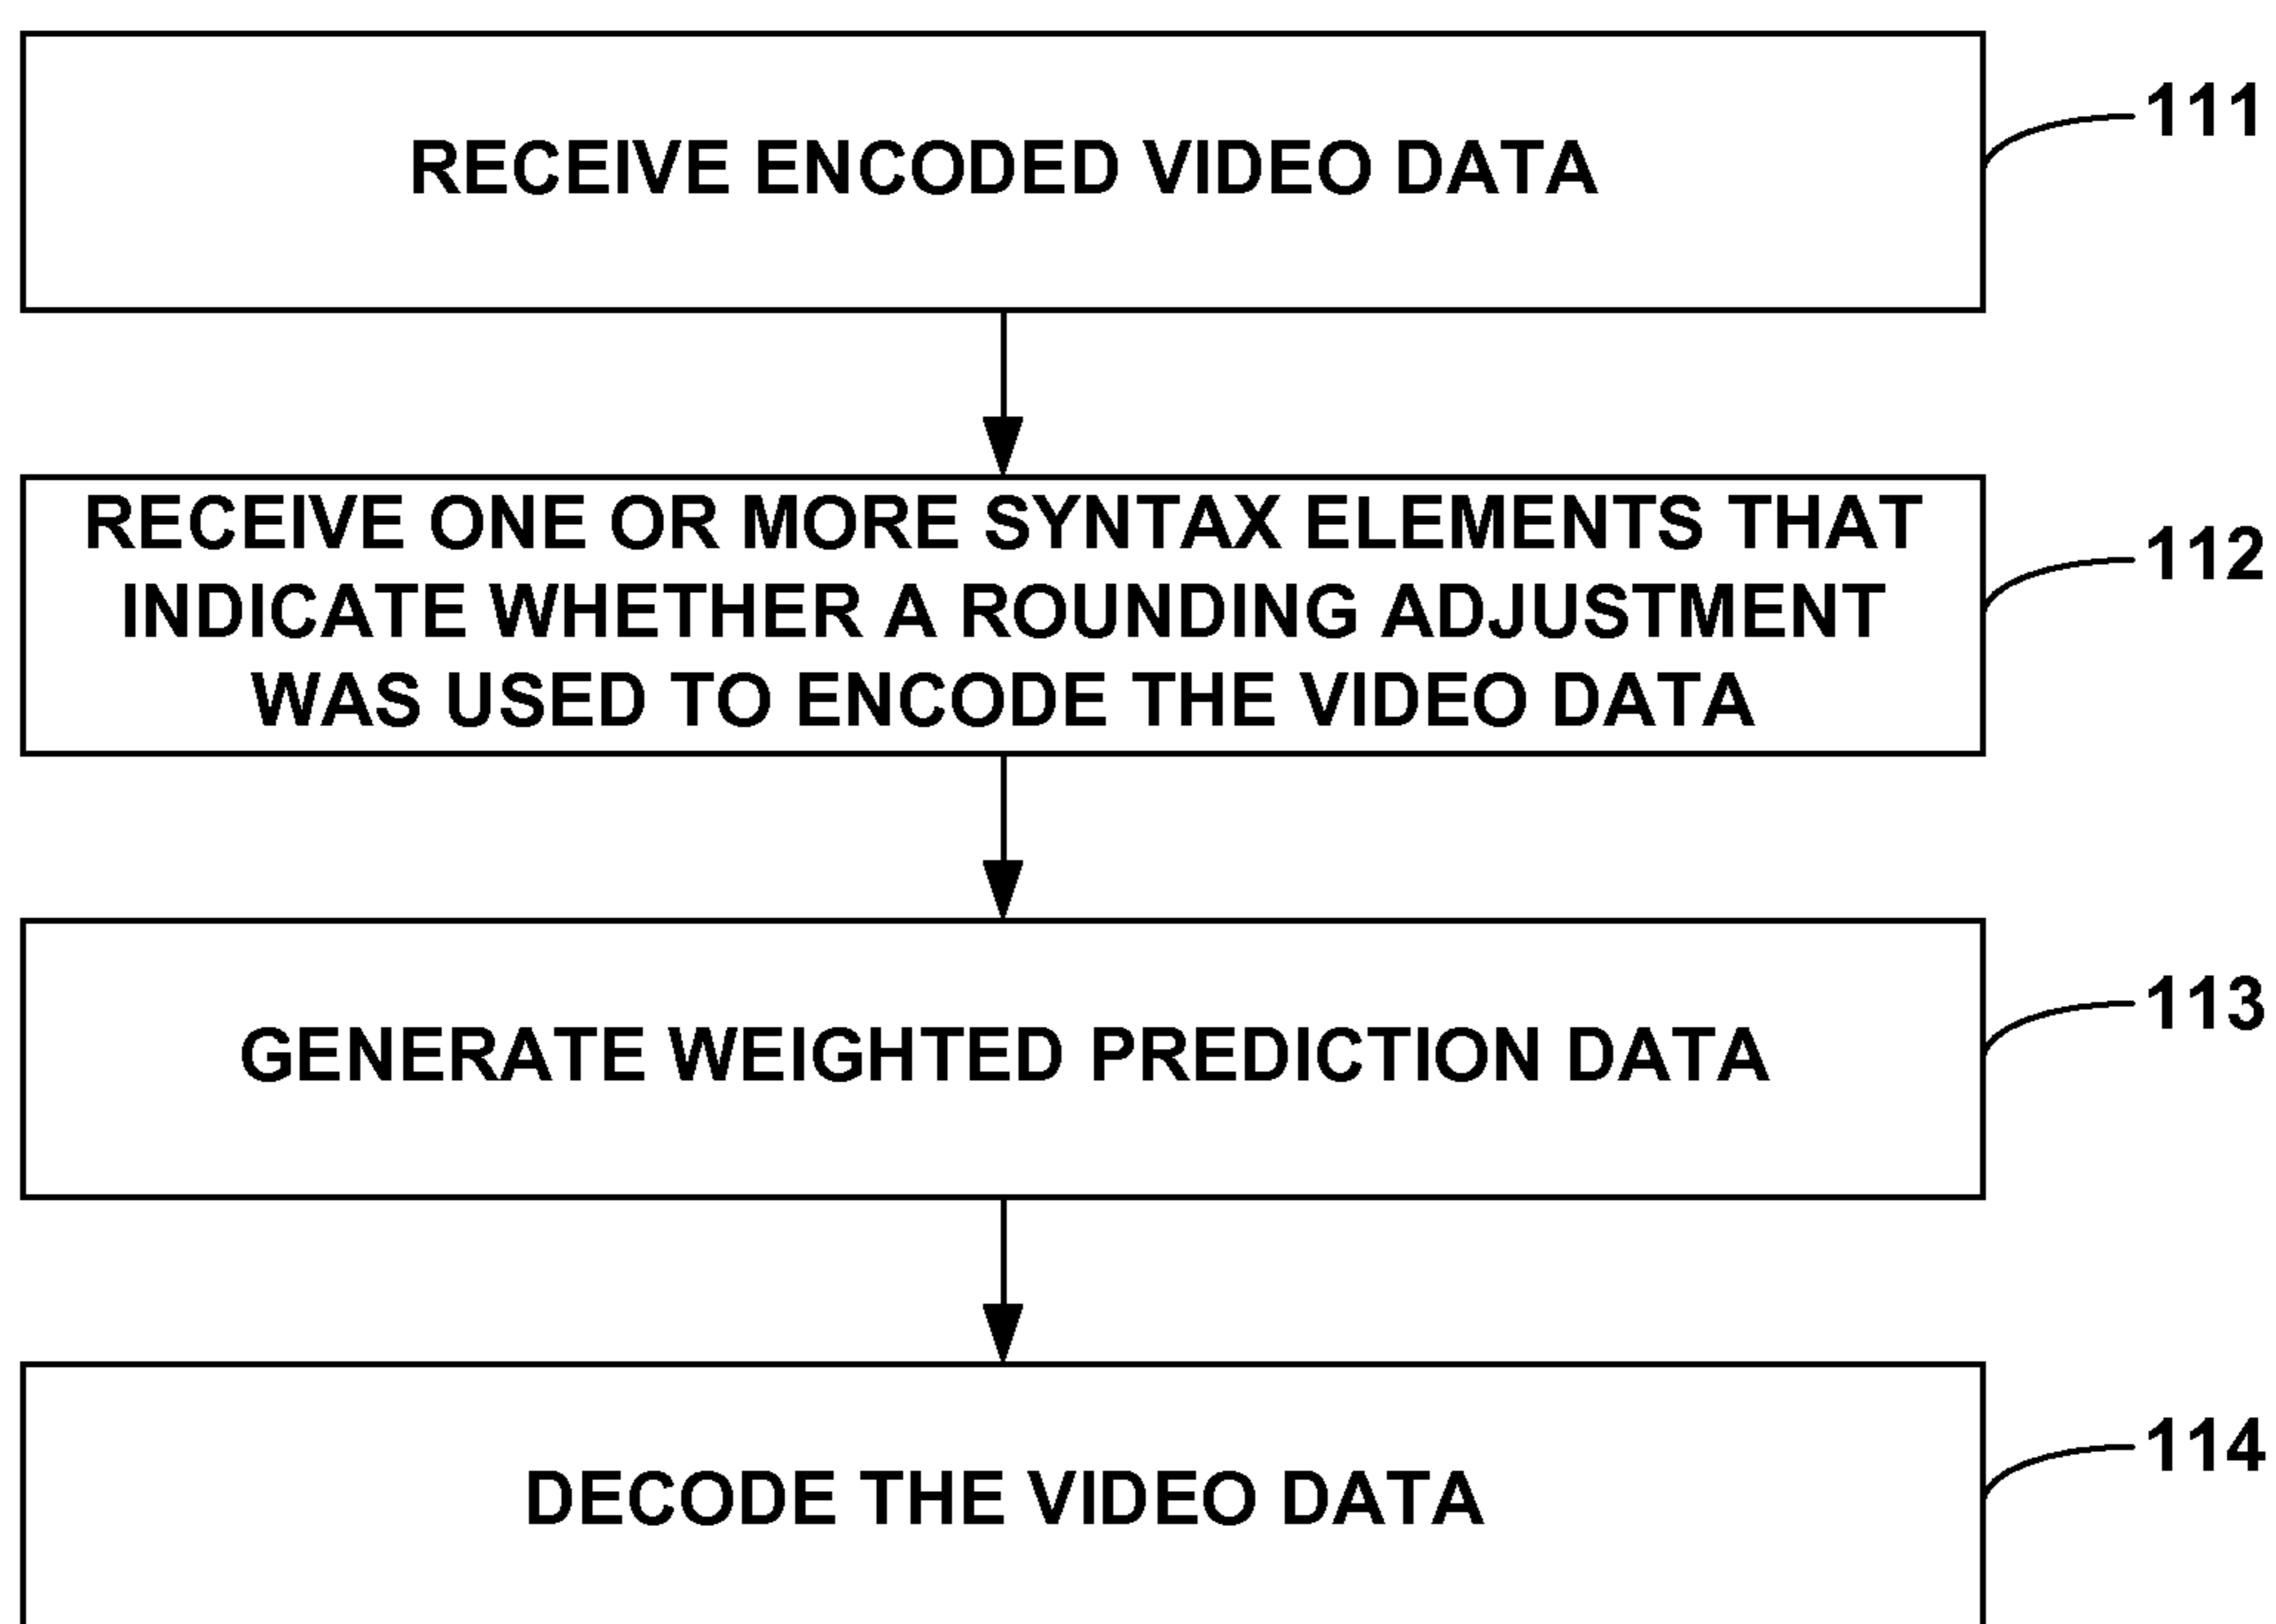 RECEIVE ENCODED VIDEO DATA
111
RECEIVE ONE OR MORE SYNTAX ELEMENTS THAT
INDICATE WHETHER A ROUNDING ADJUSTMENT
WAS USED TO ENCODE THE VIDEO DATA
112
GENERATE WEIGHTED PREDICTION DATA
113
DECODE THE VIDEO DATA
114